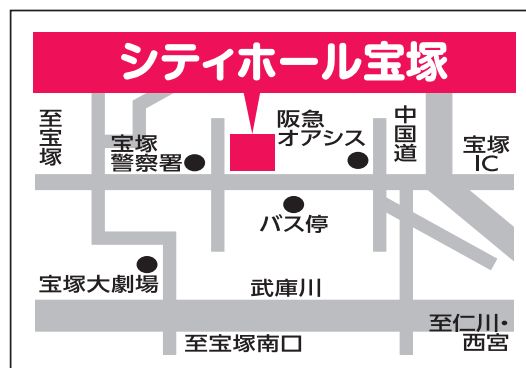 シティホール宝塚
至宝塚
宝塚
警察署
阪急
オアシス
中国道
宝塚
IC
バス停
宝塚大劇場
武庫川
至仁川・
西宮
至宝塚南口